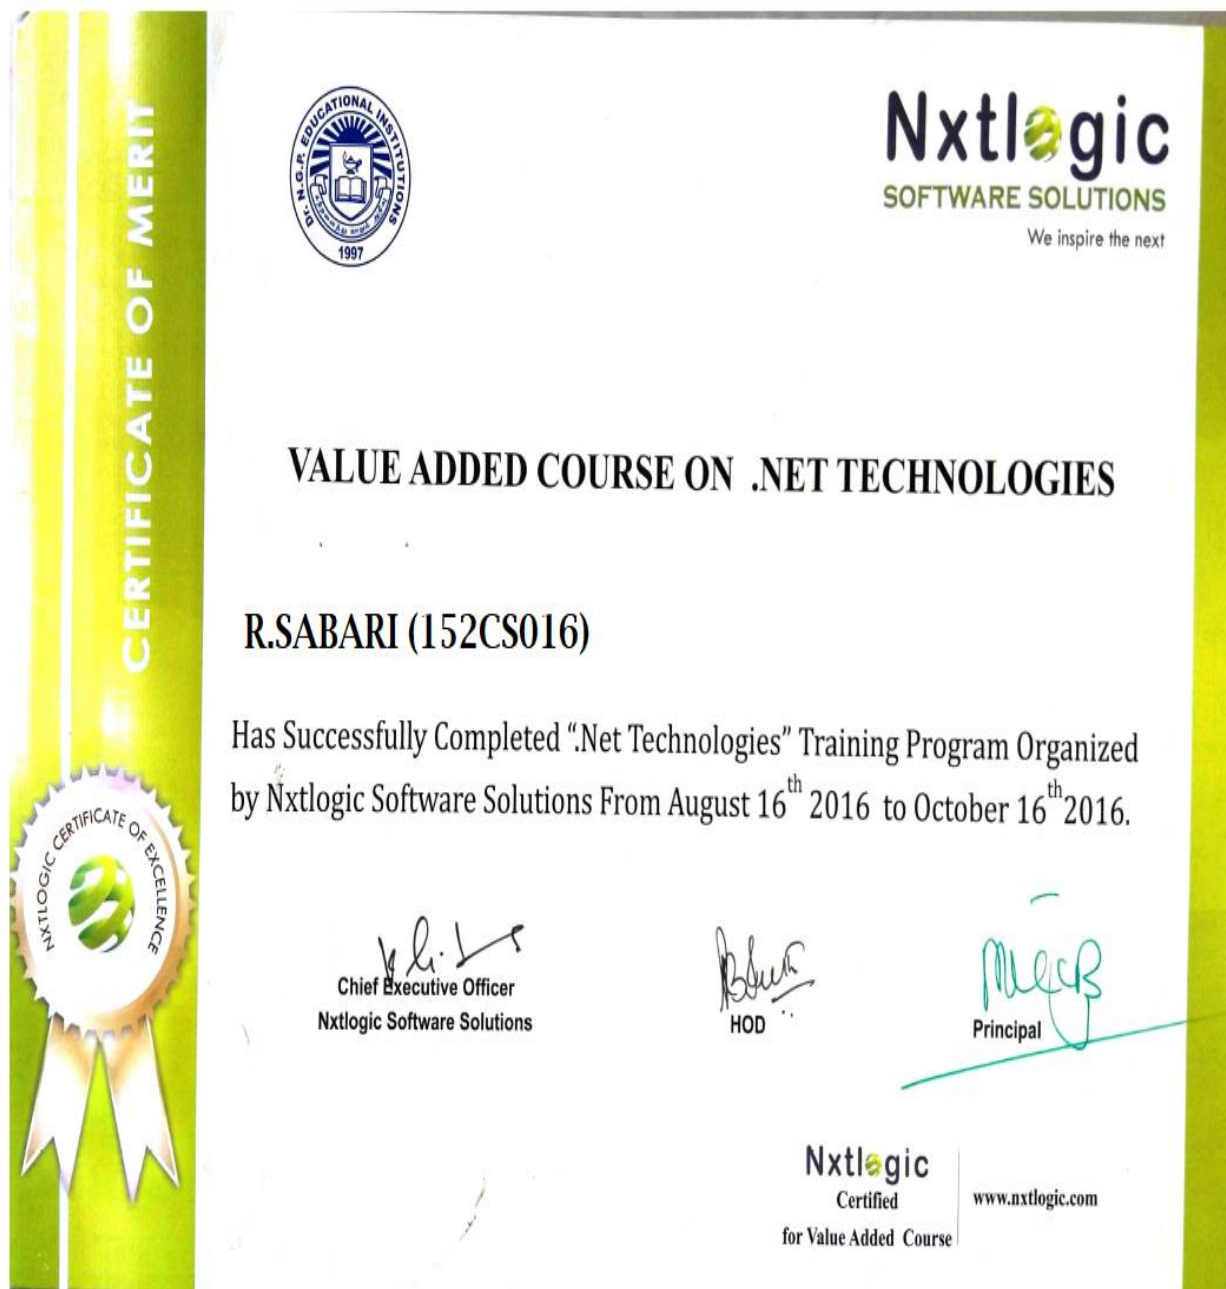 CERTIFICATE OF MERIT
Dr. N.G.P. EDUCATIONAL INSTITUTIONS
1997
Nxtlogic
SOFTWARE SOLUTIONS
We inspire the next
VALUE ADDED COURSE ON .NET TECHNOLOGIES
R.SABARI (152CS016)
Has Successfully Completed “.Net Technologies” Training Program Organized
by Nxtlogic Software Solutions From August 16th 2016 to October 16th 2016.
NXTLOGIC CERTIFICATE OF EXCELLENCE
Chief Executive Officer
Nxtlogic Software Solutions
HOD
Principal
Nxtlogic
Certified
for Value Added Course
www.nxtlogic.com